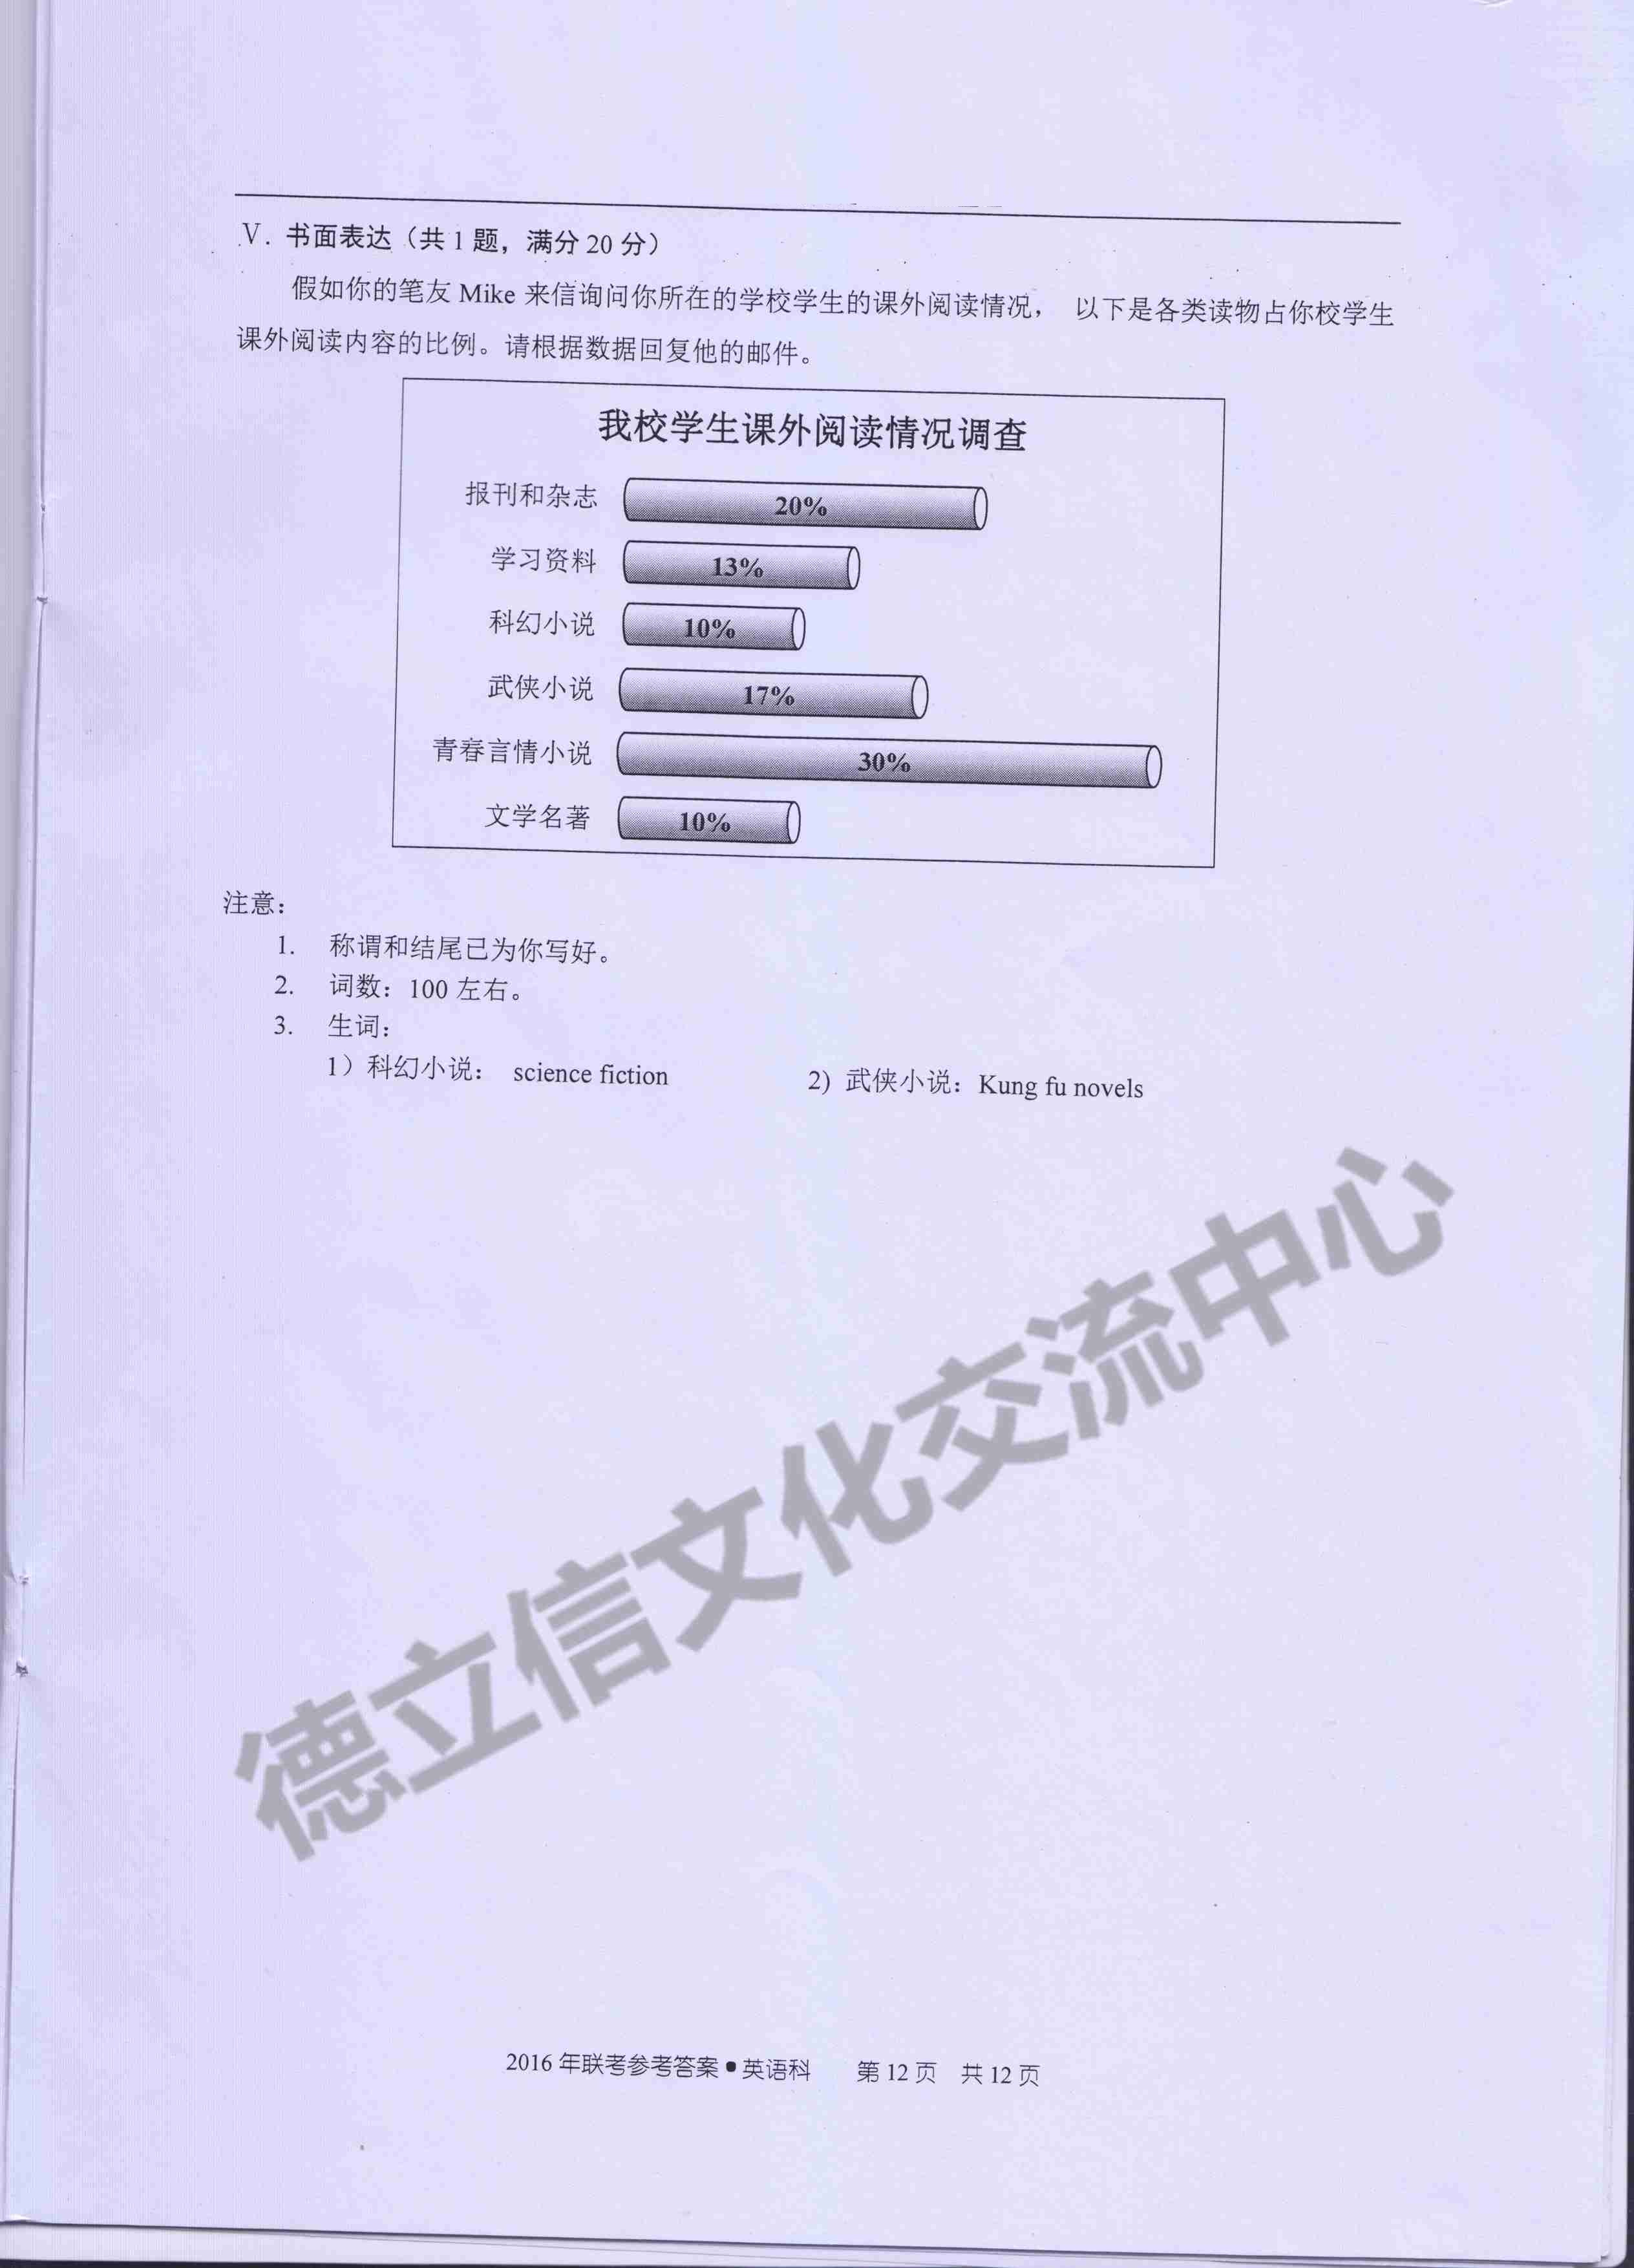 V. 书面表达（共 1 题，满分 20 分）
假如你的笔友 Mike 来信询问你所在的学校学生的课外阅读情况， 以下是各类读物占你校学生
课外阅读内容的比例。请根据数据回复他的邮件。
我校学生课外阅读情况调查
报刊和杂志 20%
学习资料 13%
科幻小说 10%
武侠小说 17%
青春言情小说 30%
文学名著 10%
注意：
1. 称谓和结尾已为你写好。
2. 词数：100 左右。
3. 生词：
1）科幻小说： science fiction 2) 武侠小说：Kung fu novels
德立信文化交流中心
2016 年联考参考答案●英语科 第 12 页 共 12 页